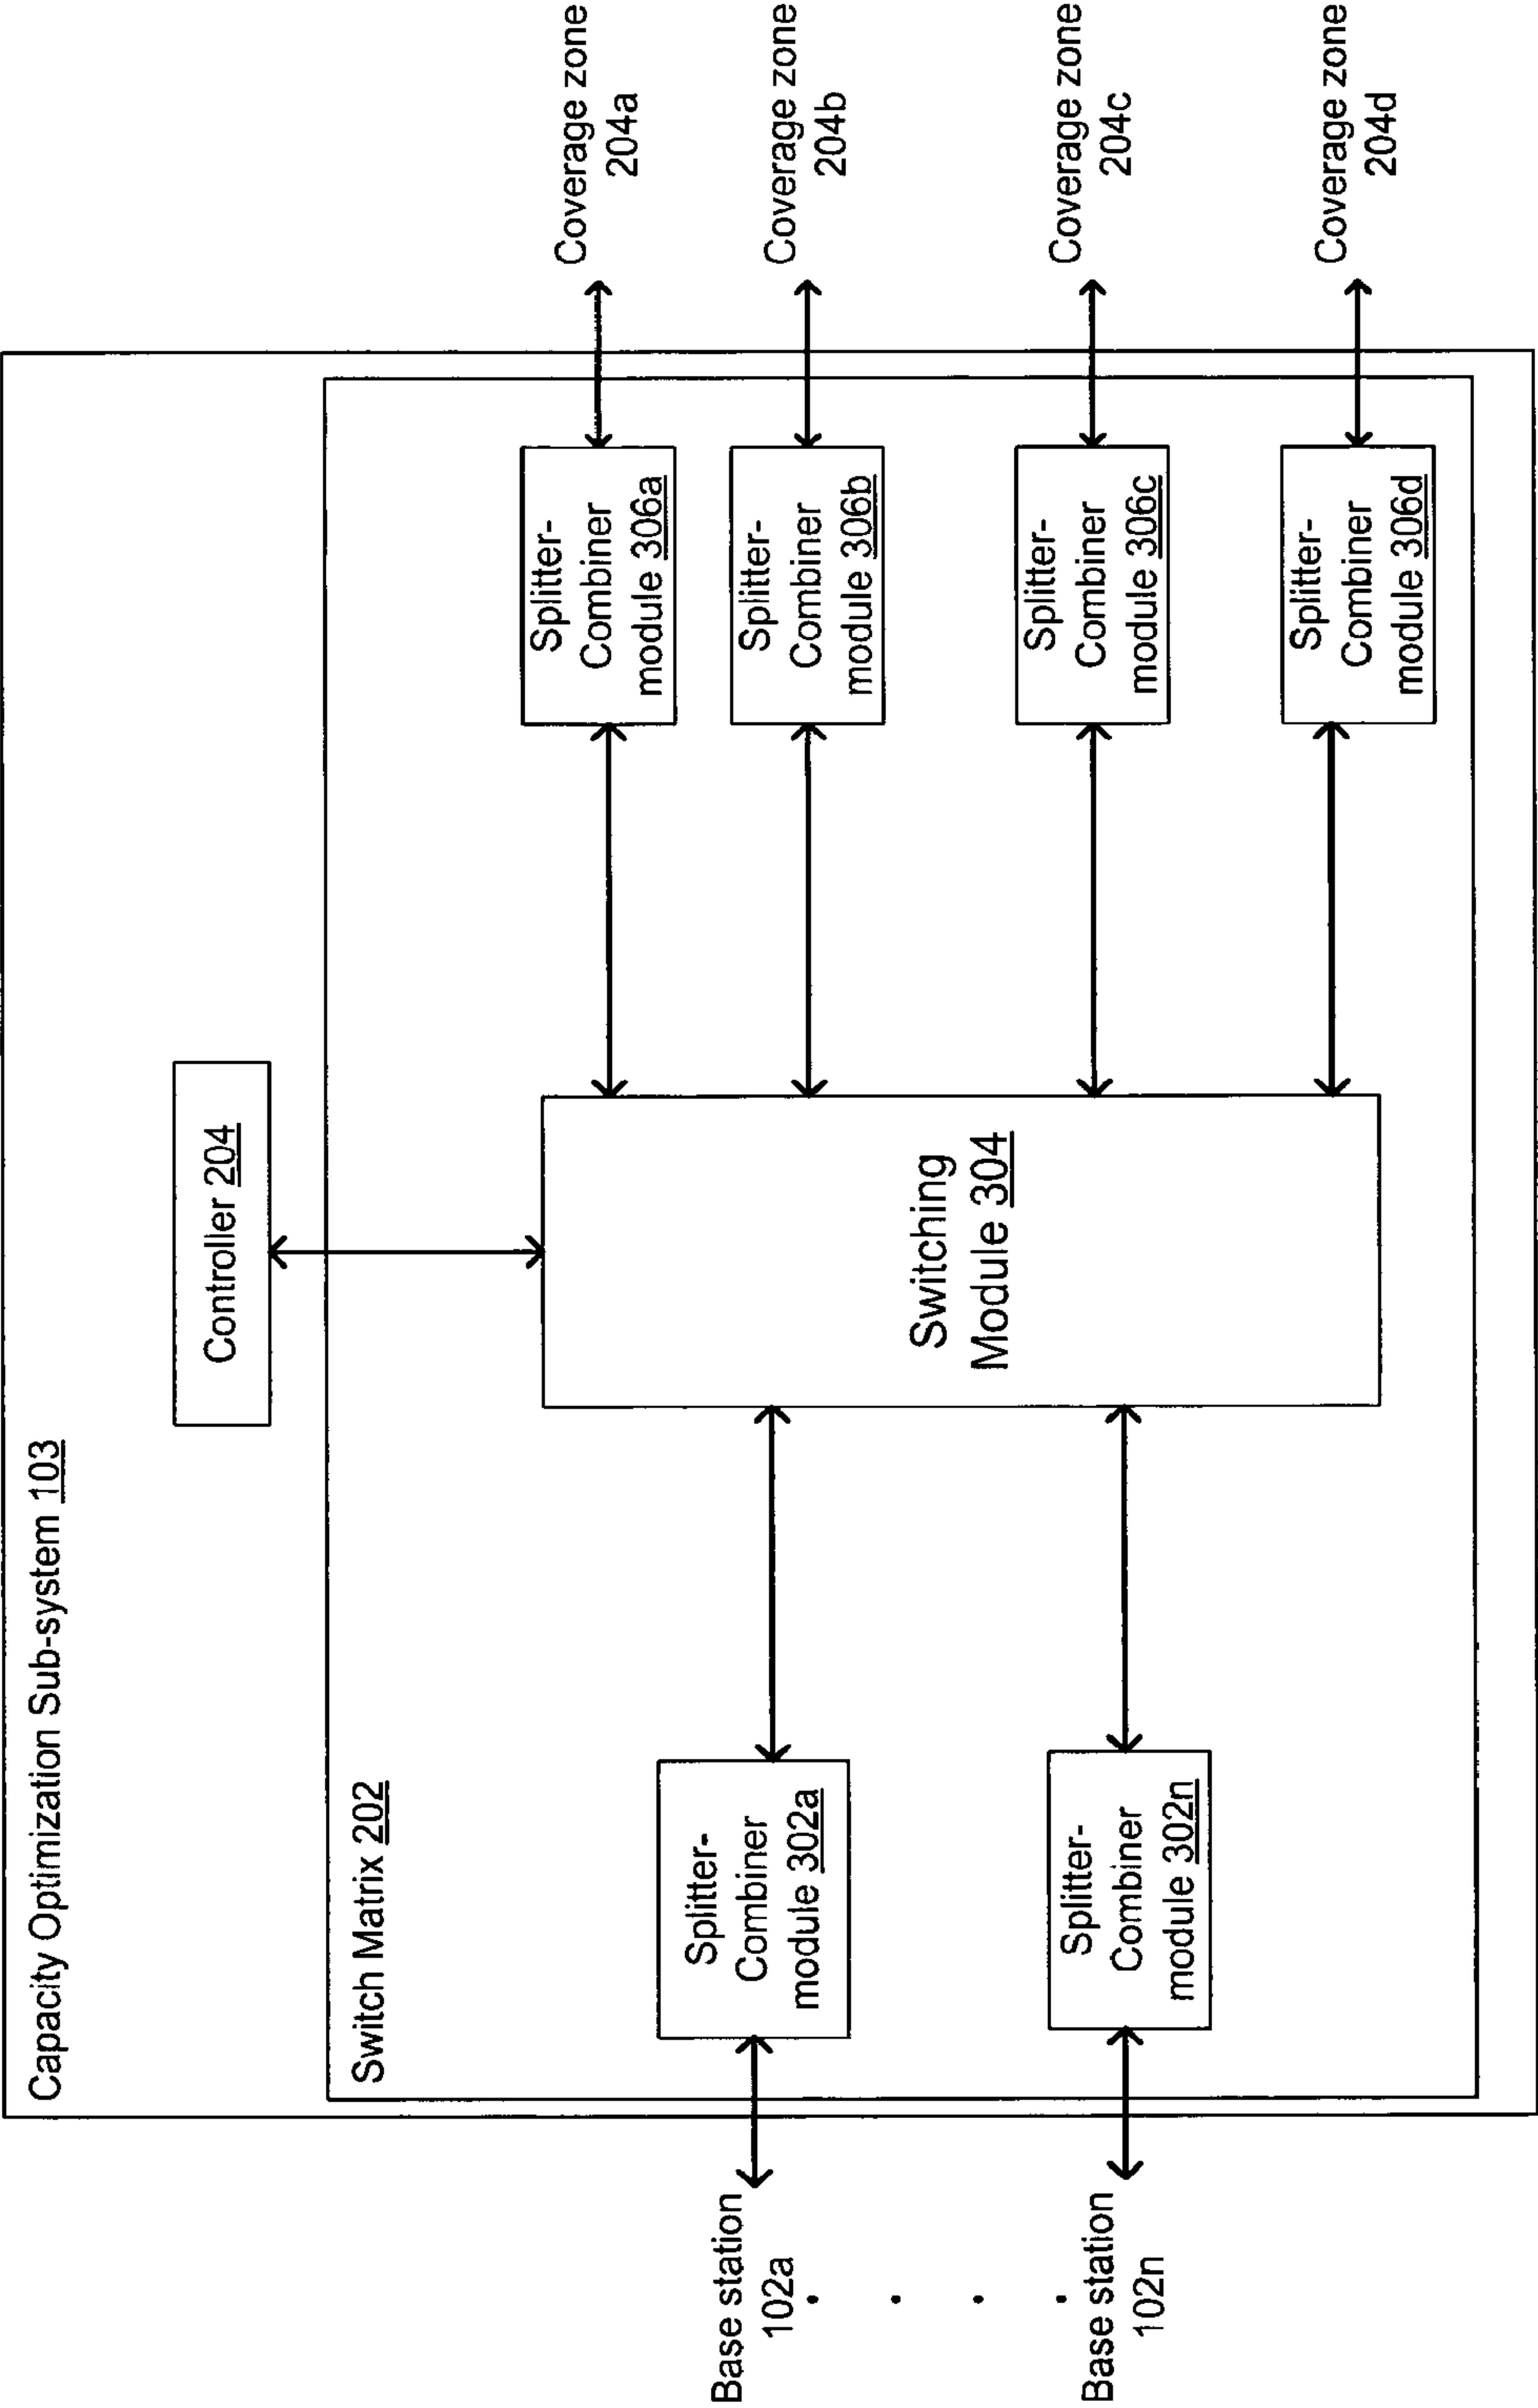 Capacity Optimization Sub-system 103
Controller 204
Switch Matrix 202
Base station
102a
Base station
102n
Splitter-
Combiner
module 302a
Splitter-
Combiner
module 302n
Switching
Module 304
Splitter-
Combiner
module 306a
Splitter-
Combiner
module 306b
Splitter-
Combiner
module 306c
Splitter-
Combiner
module 306d
Coverage zone
204a
Coverage zone
204b
Coverage zone
204c
Coverage zone
204d